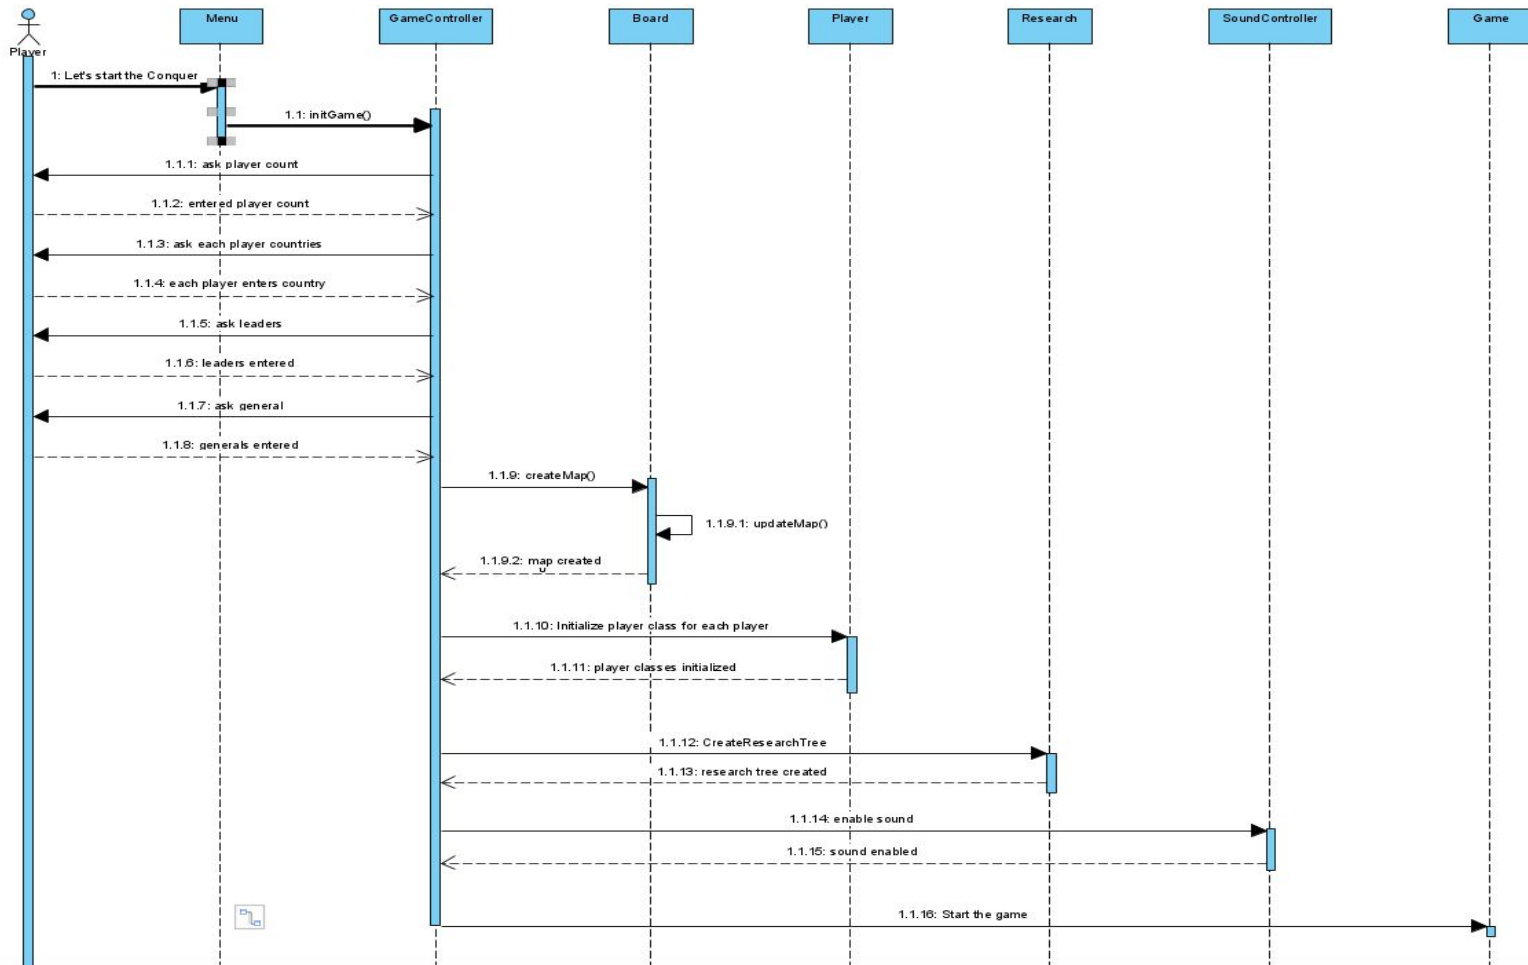 Menu
GameController
Board
Player
Research
SoundController
Game
Player
1: Let's start the Conquer
1.1: initGame()
1.1.1: ask player count
1.1.2: entered player count
1.1.3: ask each player countries
1.1.4: each player enters country
1.1.5: ask leaders
1.1.6: leaders entered
1.1.7: ask general
1.1.8: generals entered
1.1.9: createMap()
1.1.9.1: updateMap()
1.1.9.2: map created
1.1.10: Initialize player class for each player
1.1.11: player classes initialized
1.1.12: CreateResearchTree
1.1.13: research tree created
1.1.14: enable sound
1.1.15: sound enabled
1.1.16: Start the game